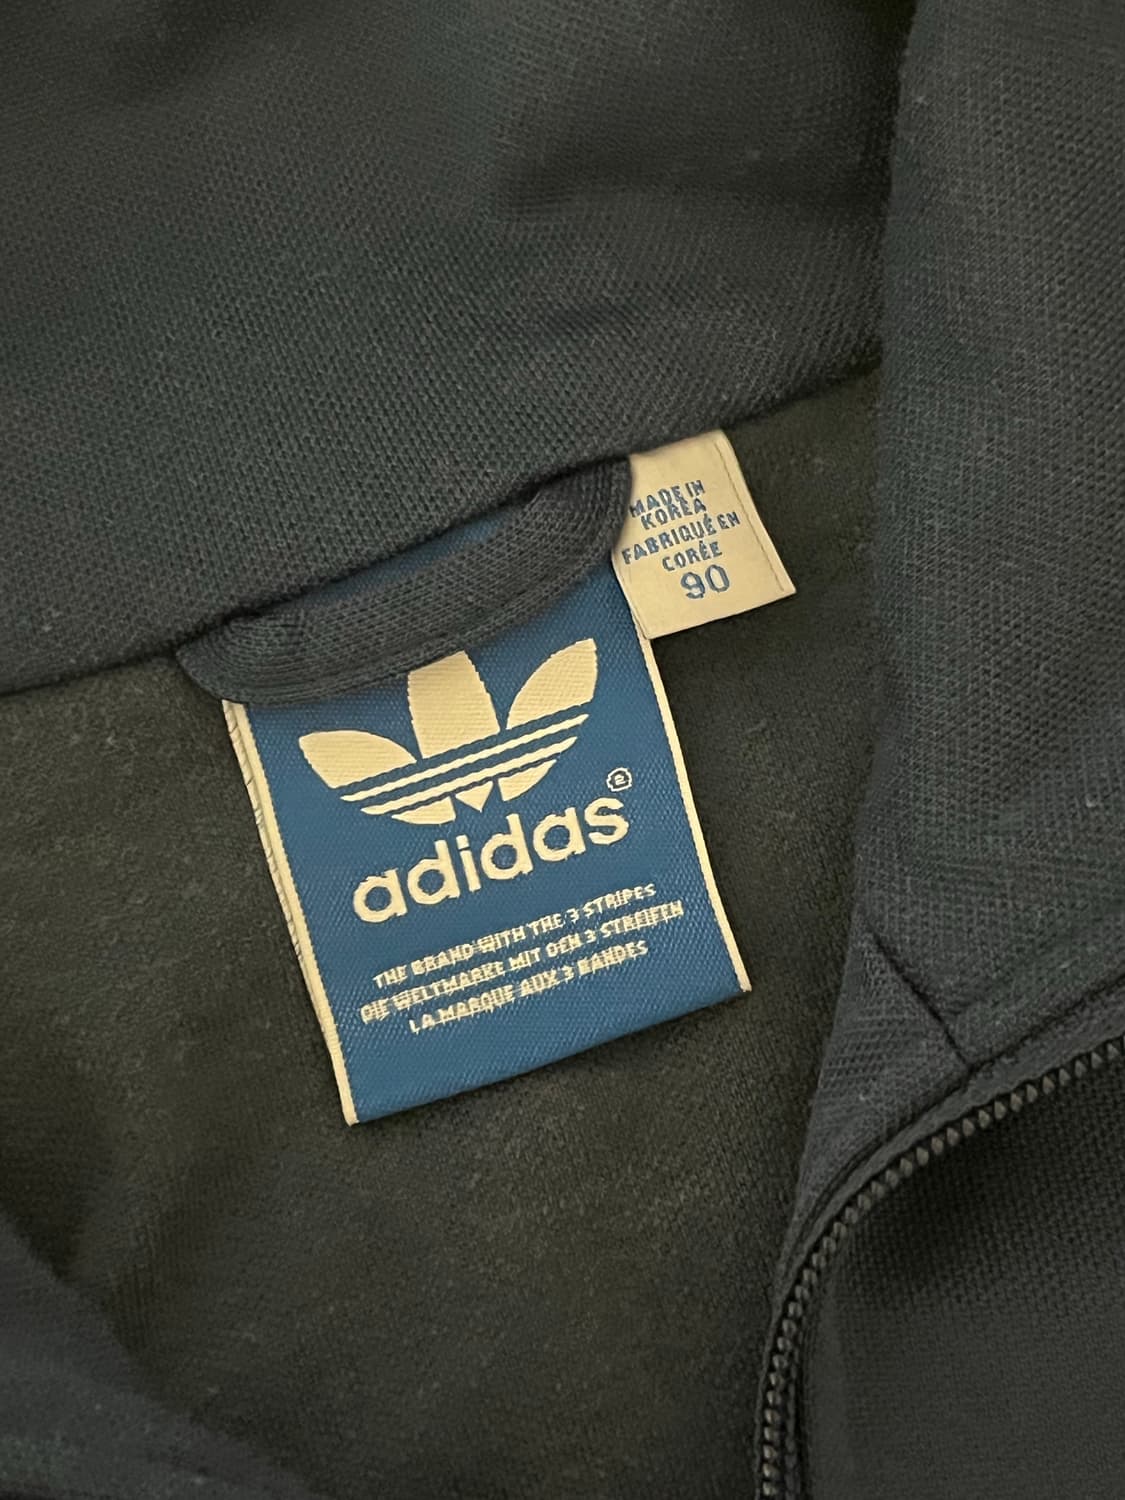 MADE IN
KOREA
FABRIQUÉ EN
CORÉE
90
adidas®
THE BRAND WITH THE 3 STRIPES
DIE WELTMARKE MIT DEN 3 STREIFEN
LA MARQUE AUX 3 BANDES